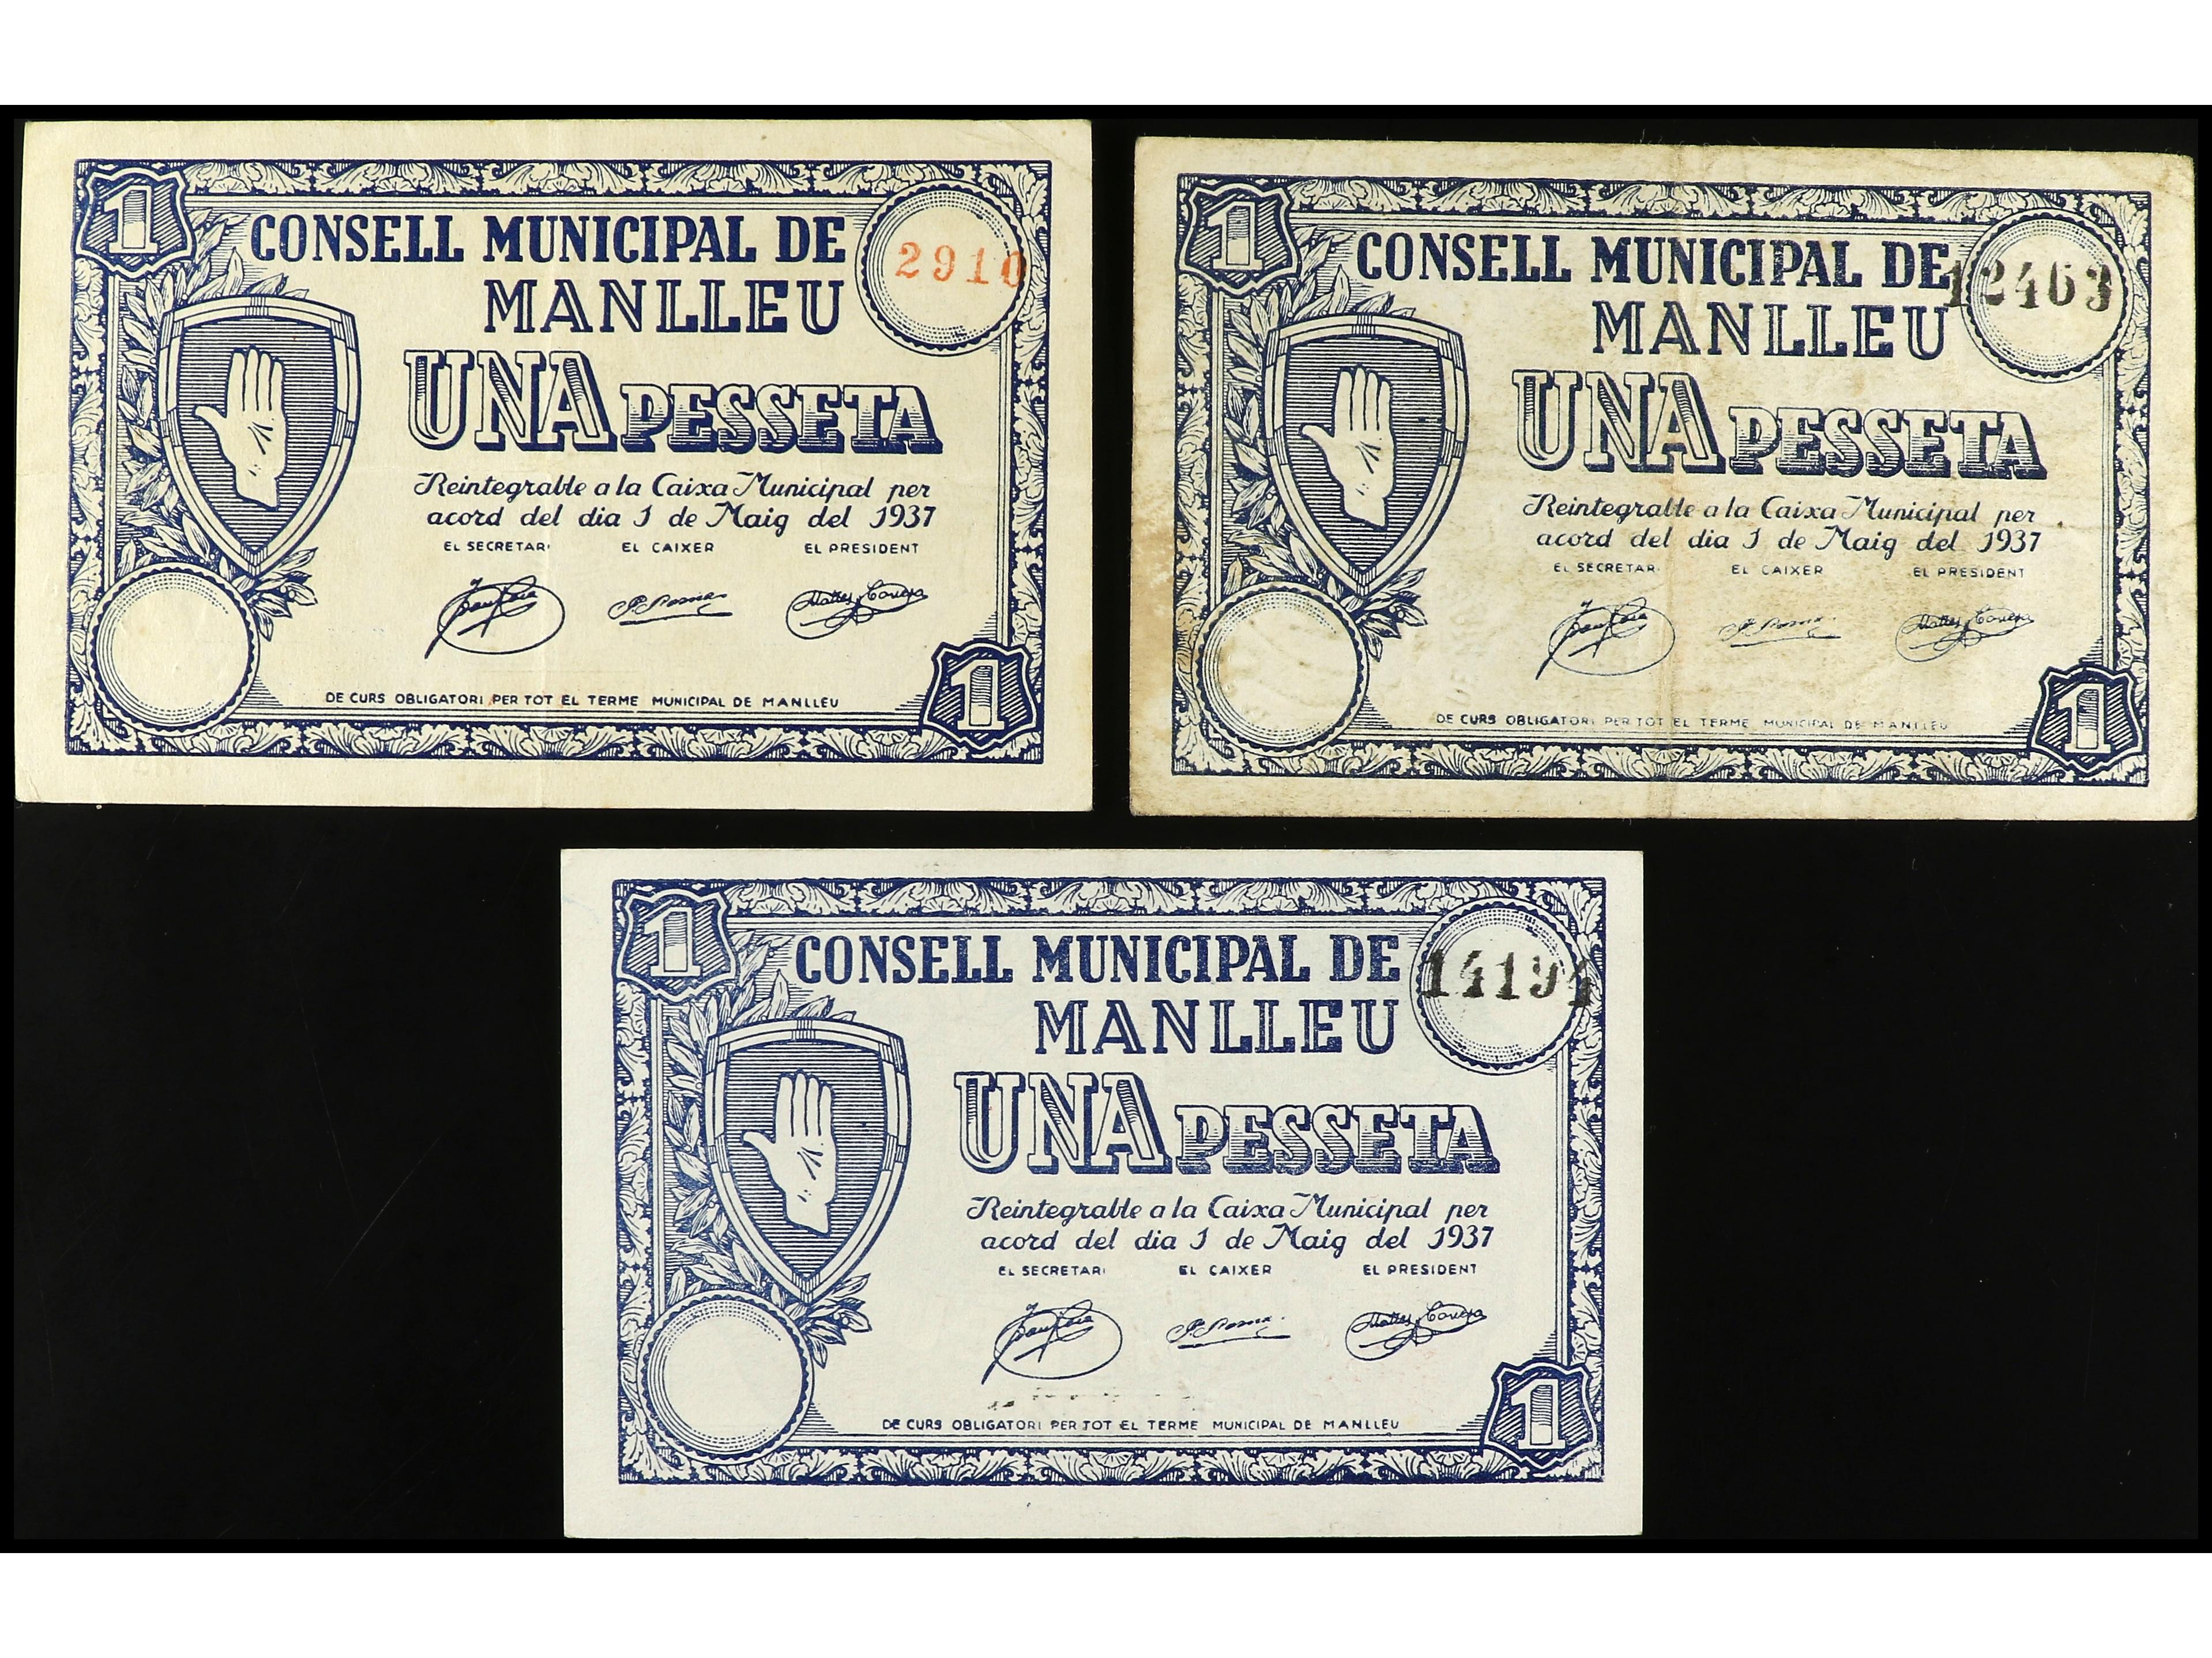 1
CONSELL MUNICIPAL DE
2910
MANLLEU
UNA PESSETA
Reintegrable a la Caixa Municipal per
acord del dia 1 de Maig del 1937
EL SECRETARI EL CAIXER EL PRESIDENT
DE CURS OBLIGATORI PER TOT EL TERME MUNICIPAL DE MANLLEU
1
1
CONSELL MUNICIPAL DE
12463
MANLLEU
UNA PESSETA
Reintegrable a la Caixa Municipal per
acord del dia 1 de Maig del 1937
EL SECRETARI EL CAIXER EL PRESIDENT
DE CURS OBLIGATORI PER TOT EL TERME MUNICIPAL DE MANLLEU
1
1
CONSELL MUNICIPAL DE
14194
MANLLEU
UNA PESSETA
Reintegrable a la Caixa Municipal per
acord del dia 1 de Maig del 1937
EL SECRETARI EL CAIXER EL PRESIDENT
DE CURS OBLIGATORI PER TOT EL TERME MUNICIPAL DE MANLLEU
1